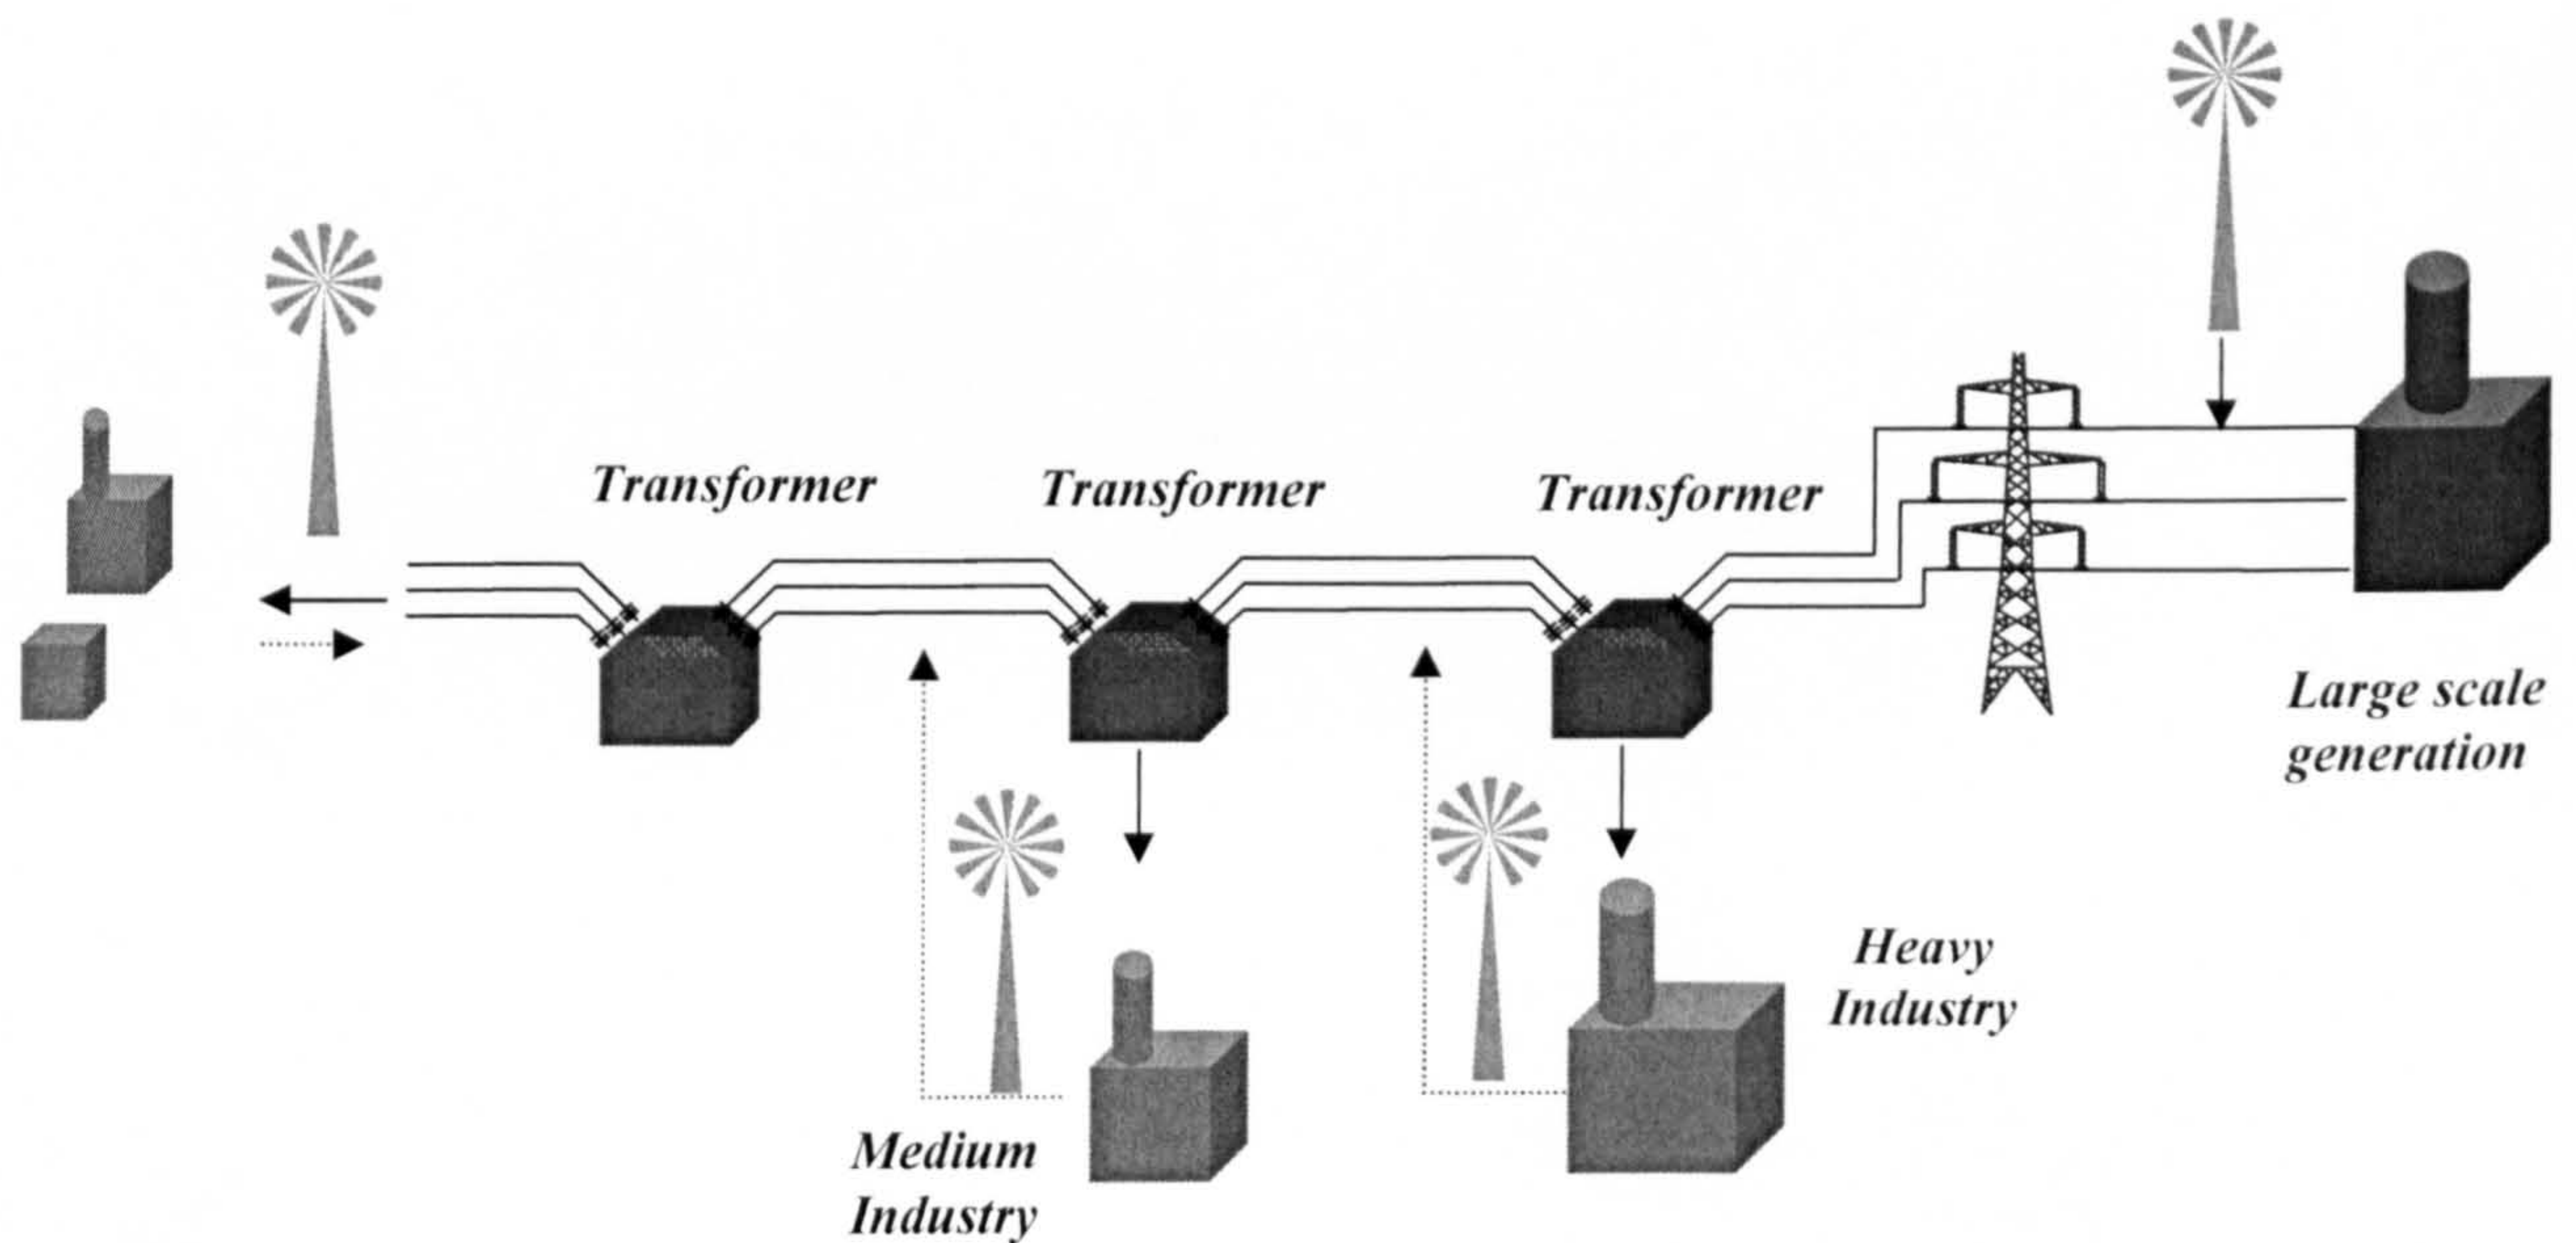 Transformer
Transformer
Transformer
Large scale
generation
Heavy
Industry
Medium
Industry